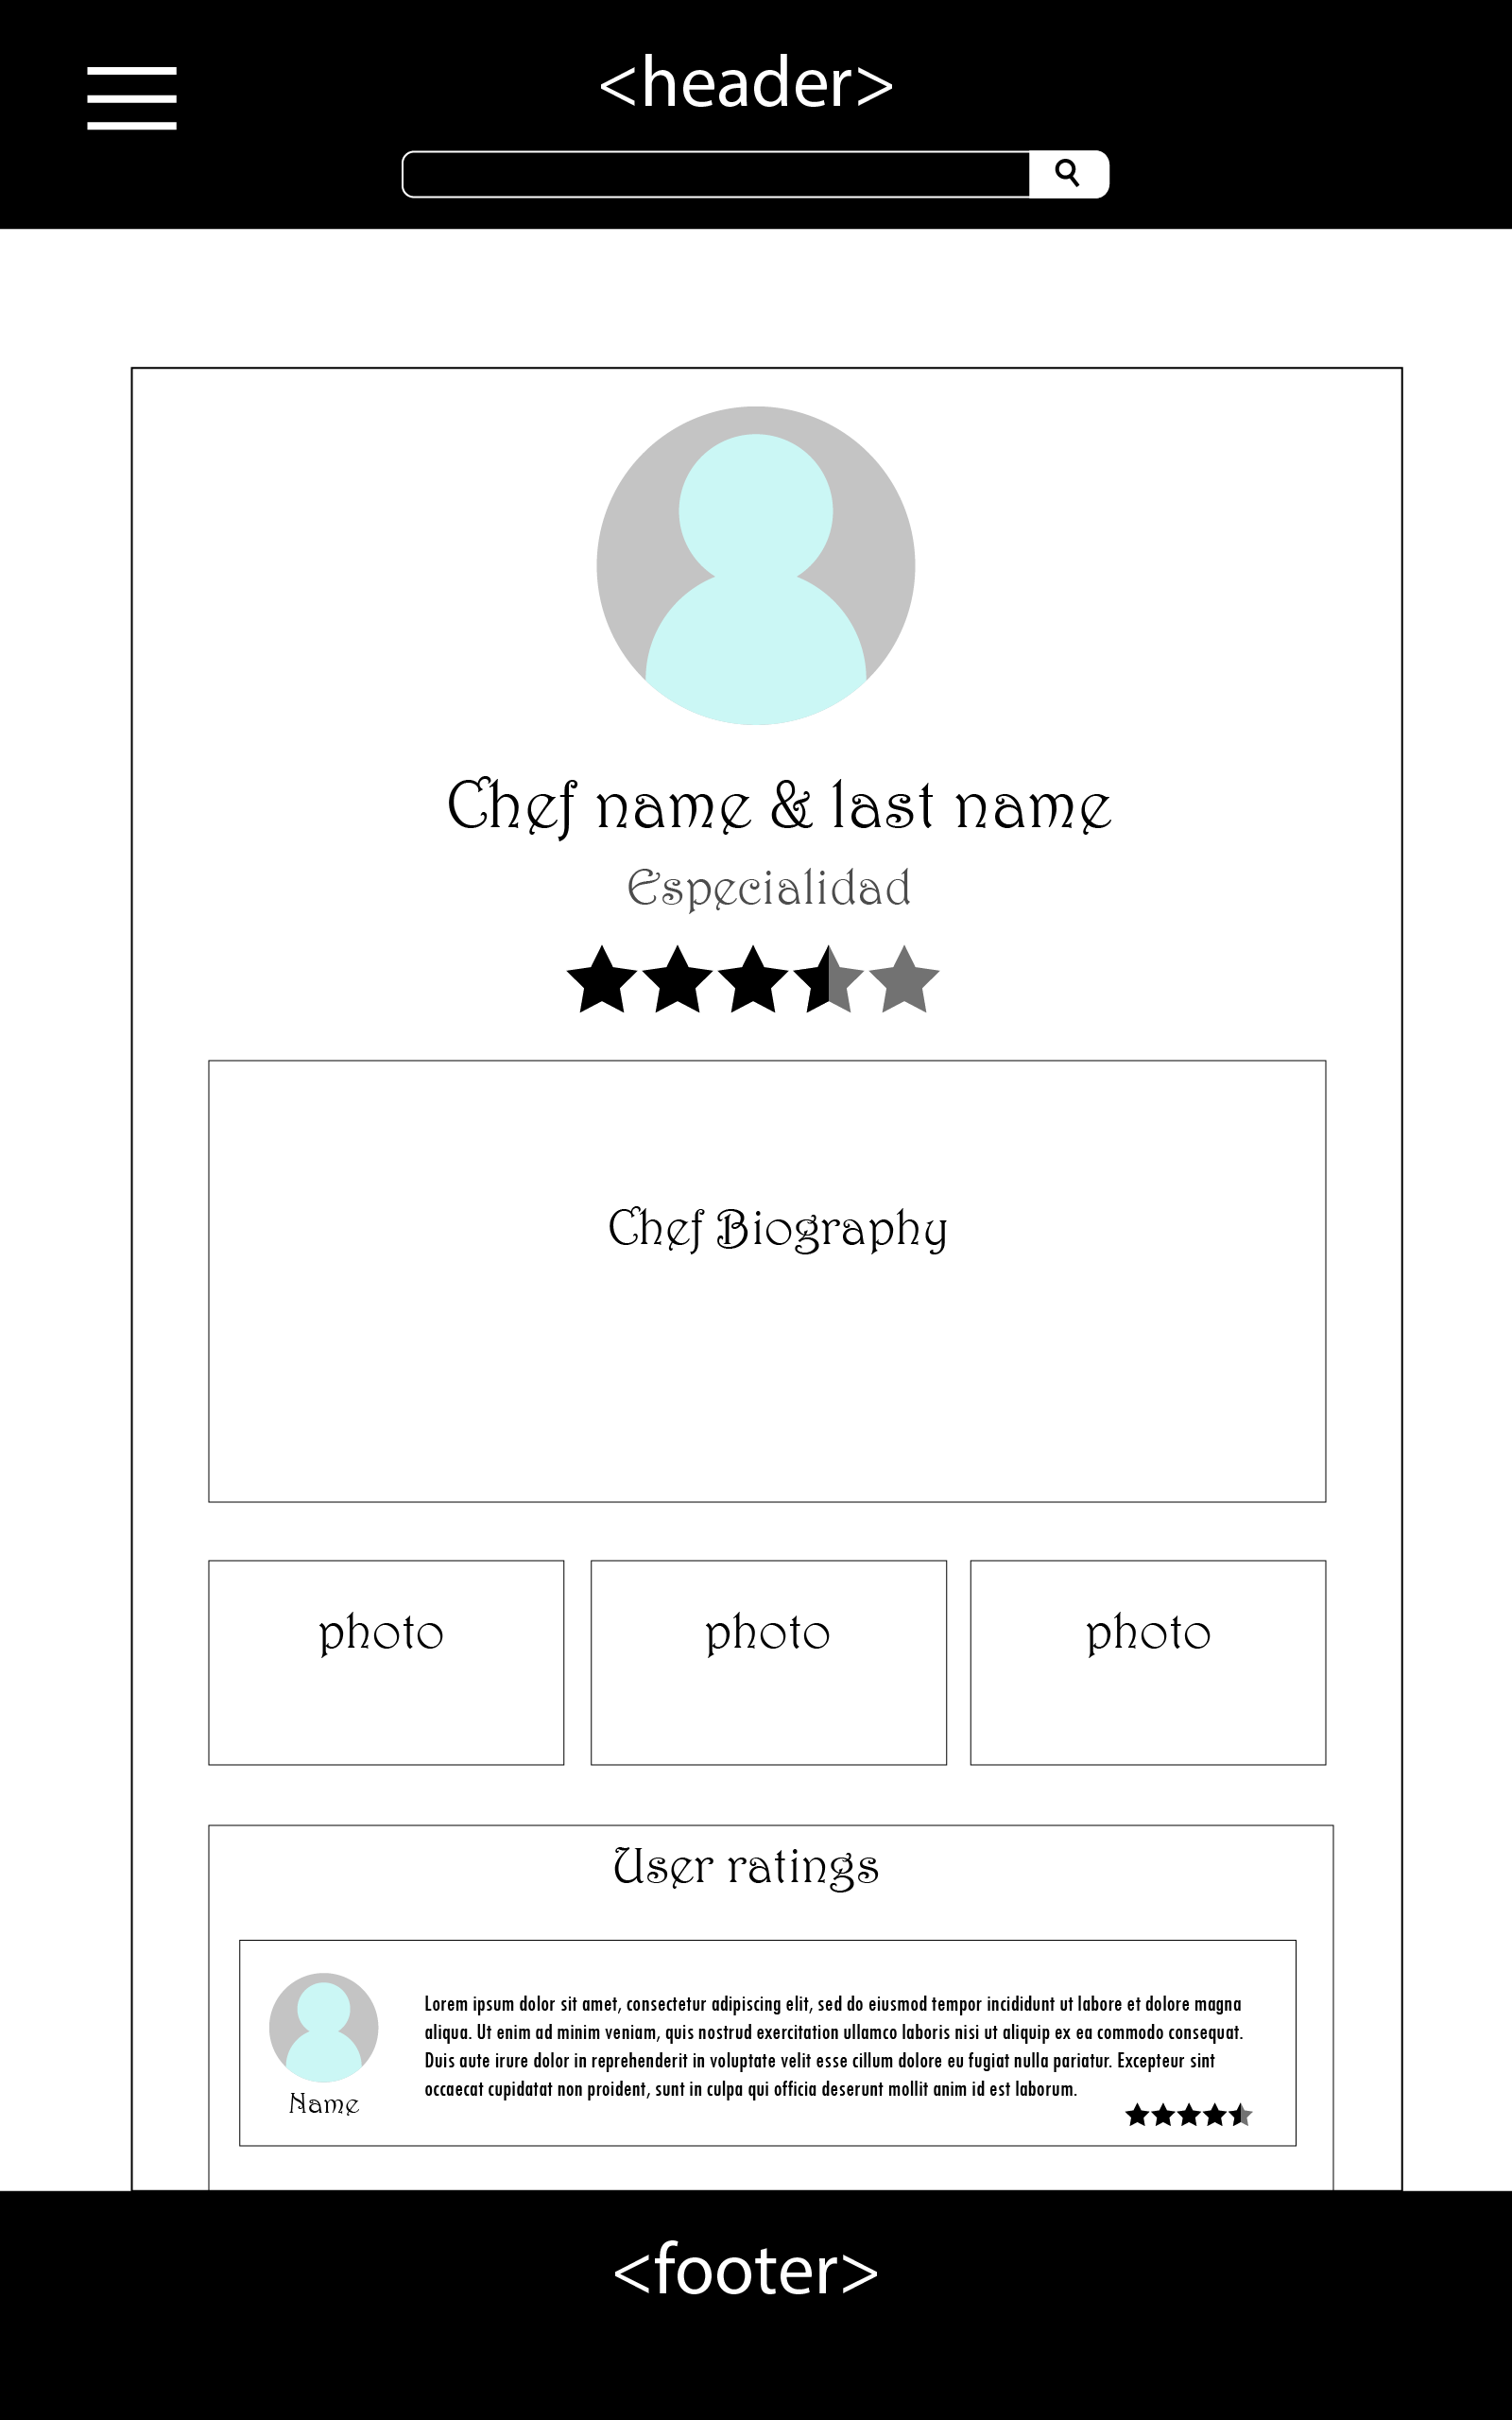 <header>
Chef name & last name
Especialidad
Chef Biography
photo photo photo
User ratings
Lorem ipsum dolor sit amet, consectetur adipiscing elit, sed do eiusmod tempor incididunt ut labore et dolore magna
aliqua. Ut enim ad minim veniam, quis nostrud exercitation ullamco laboris nisi ut aliquip ex ea commodo consequat.
Duis aute irure dolor in reprehenderit in voluptate velit esse cillum dolore eu fugiat nulla pariatur. Excepteur sint
occaecat cupidatat non proident, sunt in culpa qui officia deserunt mollit anim id est laborum.
Name
<footer>